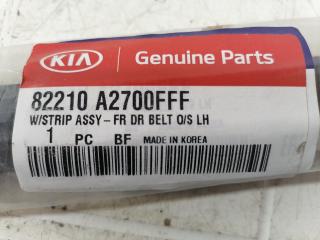 KIA Genuine Parts
82210 A2700FFF
W/STRIP ASSY-FR DR BELT O/S LH
1 PC BF MADE IN KOREA